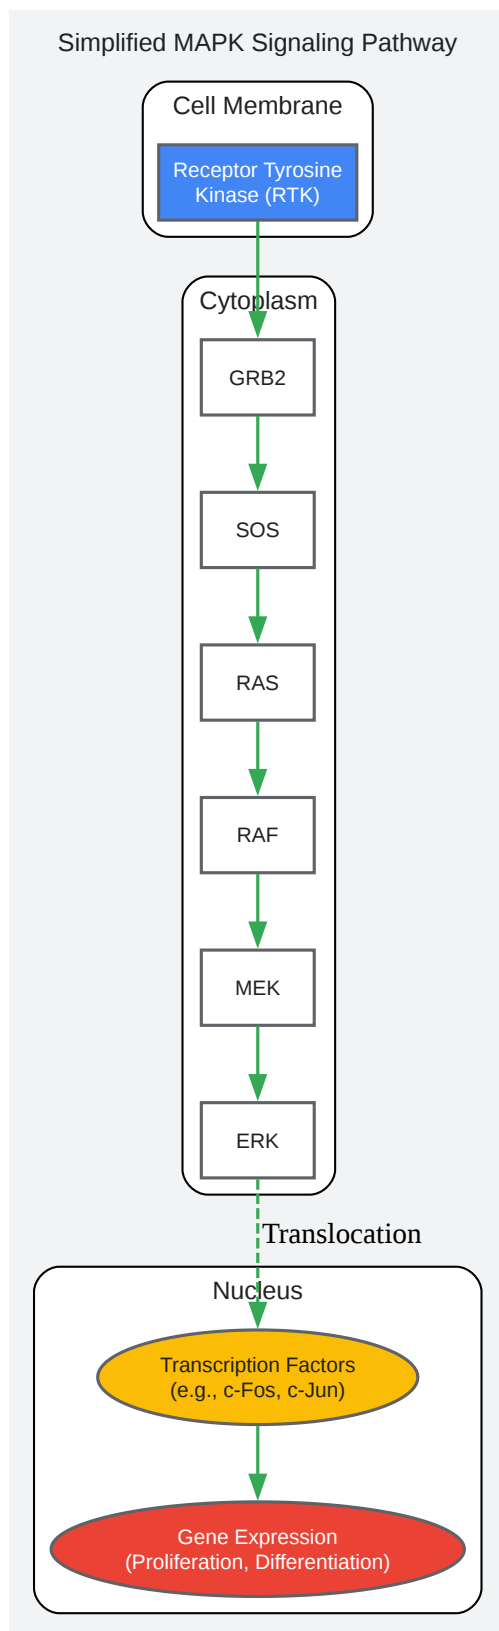 Simplified MAPK Signaling Pathway
Cell Membrane
Receptor Tyrosine
Kinase (RTK)
Cytoplasm
GRB2
SOS
RAS
RAF
MEK
ERK
Translocation
Nucleus
Transcription Factors
(e.g., c-Fos, c-Jun)
Gene Expression
(Proliferation, Differentiation)